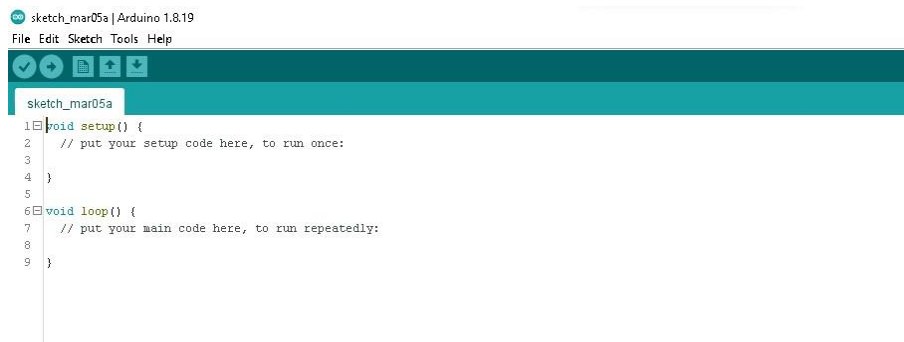 sketch_mar05a | Arduino 1.8.19
File Edit Sketch Tools Help
sketch_mar05a
1 void setup() {
2 // put your setup code here, to run once:
3
4 }
5
6 void loop() {
7 // put your main code here, to run repeatedly:
8
9 }